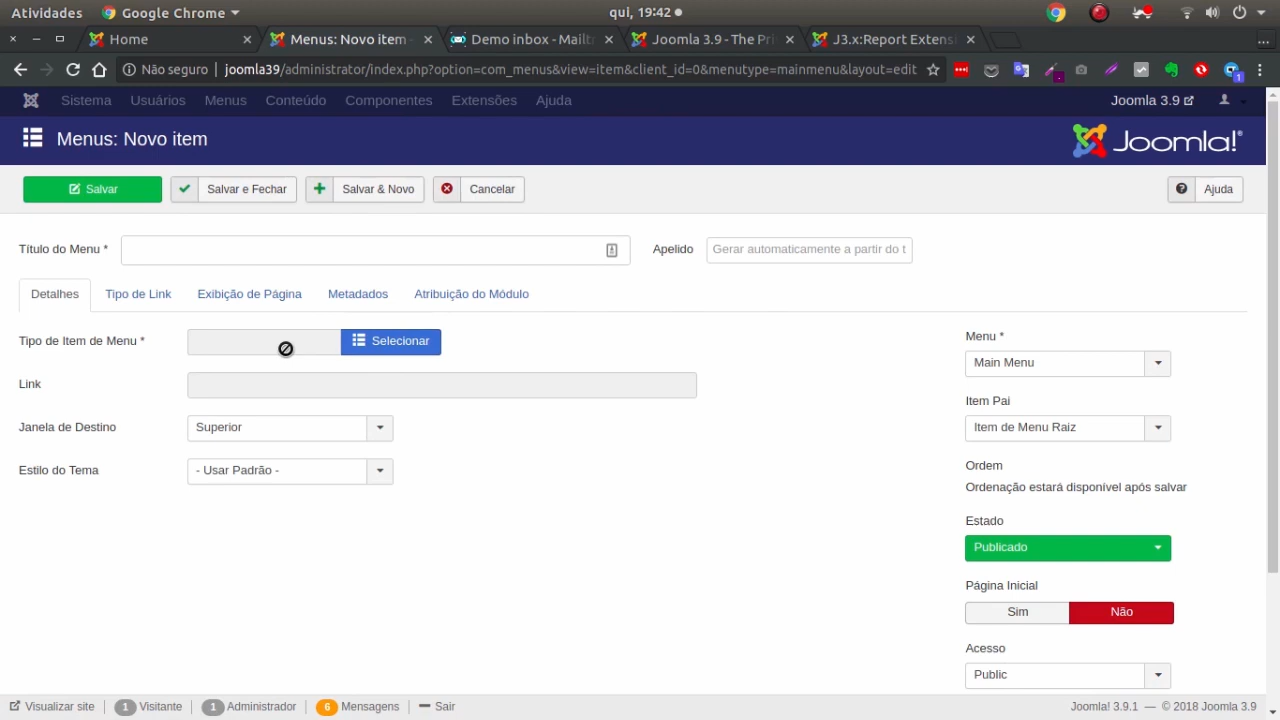 Atividades Google Chrome qui, 19:42
Home Menus: Novo item - Demo inbox - Mailtr Joomla 3.9 - The Pri J3.x:Report Extens
Não seguro joomla39/administrator/index.php?option=com_menus&view=item&client_id=0&menutype=mainmenu&layout=edit 1
Sistema Usuários Menus Conteúdo Componentes Extensões Ajuda Joomla 3.9
Menus: Novo item Joomla!®
Salvar Salvar e Fechar Salvar & Novo Cancelar Ajuda
Título do Menu * Apelido Gerar automaticamente a partir do t
Detalhes Tipo de Link Exibição de Página Metadados Atribuição do Módulo
Tipo de Item de Menu * Selecionar
Link
Janela de Destino Superior
Estilo do Tema - Usar Padrão -
Menu *
Main Menu
Item Pai
Item de Menu Raiz
Ordem
Ordenação estará disponível após salvar
Estado
Publicado
Página Inicial
Sim Não
Acesso
Public
Visualizar site 1 Visitante 1 Administrador 6 Mensagens Sair Joomla! 3.9.1 — © 2018 Joomla 3.9